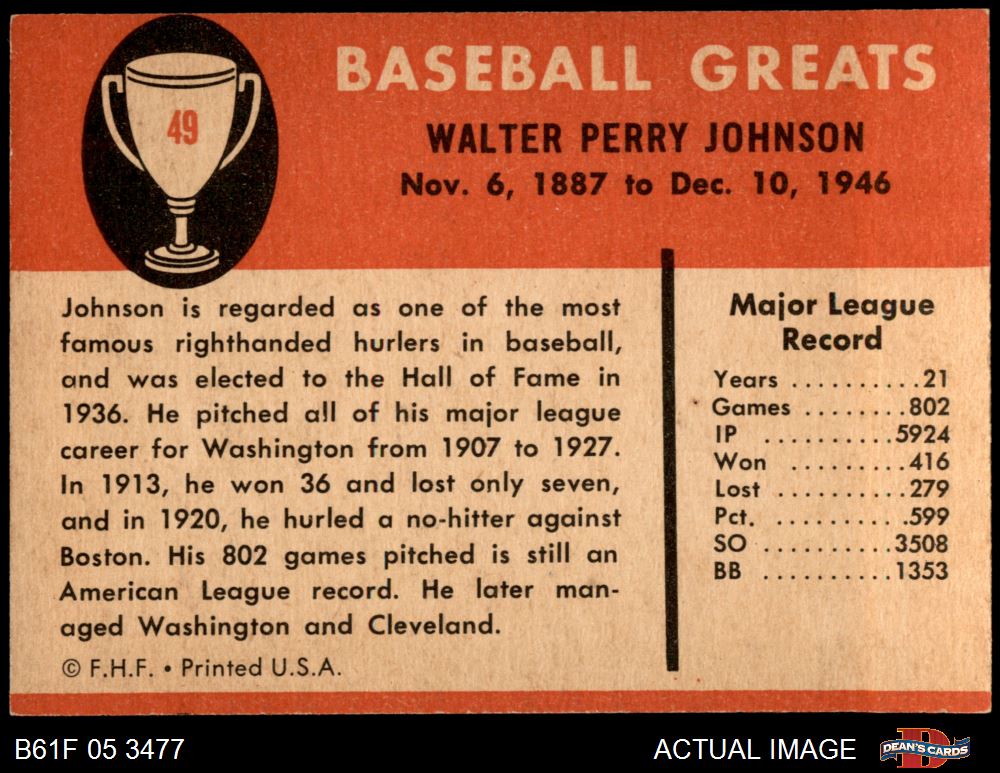 49
BASEBALL GREATS
WALTER PERRY JOHNSON
Nov. 6, 1887 to Dec. 10, 1946
Johnson is regarded as one of the most
famous righthanded hurlers in baseball,
and was elected to the Hall of Fame in
1936. He pitched all of his major league
career for Washington from 1907 to 1927.
In 1913, he won 36 and lost only seven,
and in 1920, he hurled a no-hitter against
Boston. His 802 games pitched is still an
American League record. He later man-
aged Washington and Cleveland.
© F.H.F. • Printed U.S.A.
Major League
Record
Years ..........21
Games ........802
IP ..........5924
Won .........416
Lost .........279
Pct. ..........599
SO ..........3508
BB ..........1353
B61F 05 3477
ACTUAL IMAGE
DEAN'S CARDS